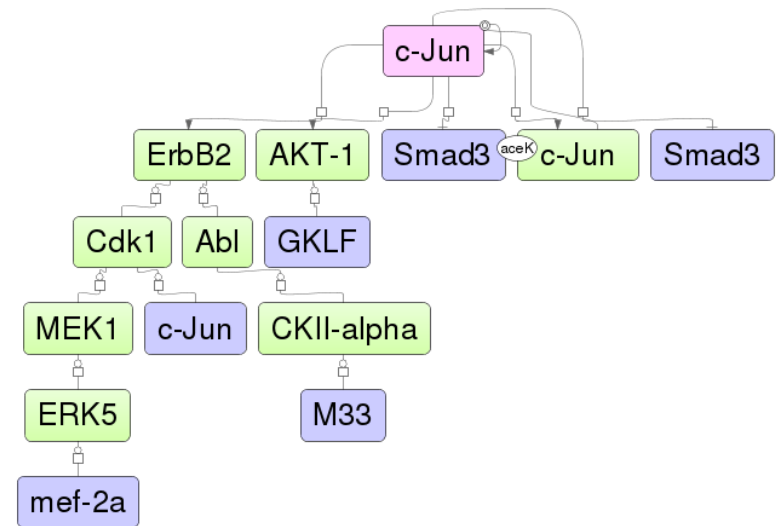 c-Jun
ErbB2
AKT-1
Smad3
aceK
c-Jun
Smad3
Cdk1
Abl
GKLF
MEK1
c-Jun
CKII-alpha
ERK5
M33
mef-2a